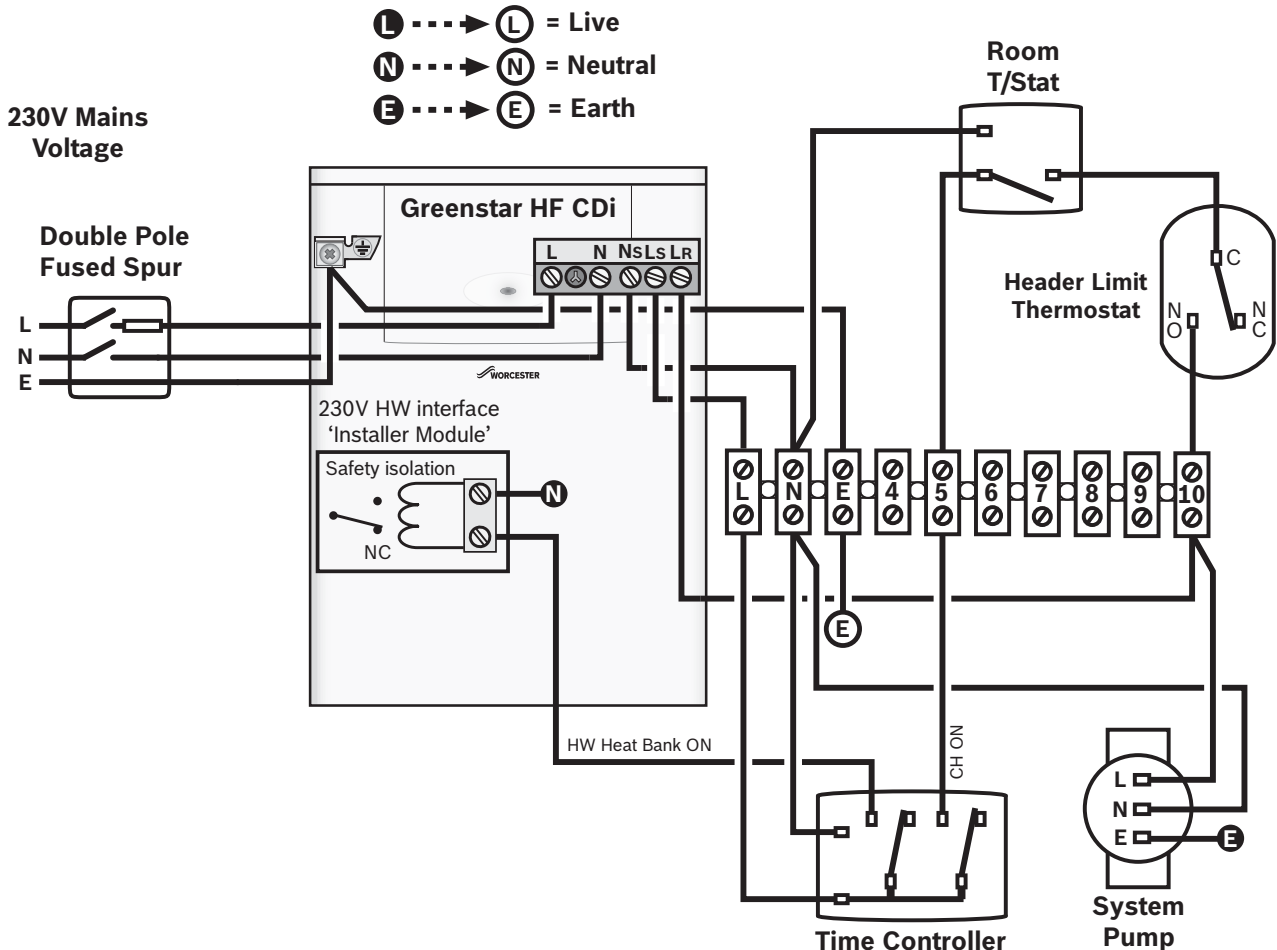 L L = Live
N N = Neutral
E E = Earth
230V Mains
Voltage
Double Pole
Fused Spur
L
N
E
Greenstar HF CDi
L N NS LS LR
WORCESTER
230V HW interface
'Installer Module'
Safety isolation
NC
N
Room
T/Stat
Header Limit
Thermostat
C
N
O
N
C
L N E 4 5 6 7 8 9 10
E
HW Heat Bank ON
CH ON
L
N
E E
Time Controller
System
Pump